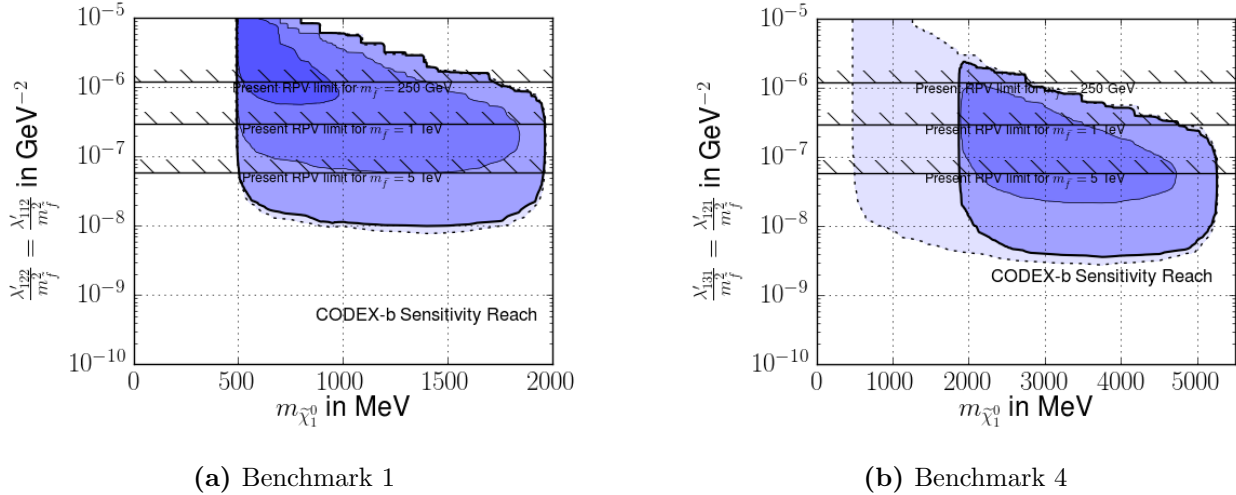 10⁻⁵
10⁻⁶
10⁻⁷
10⁻⁸
10⁻⁹
10⁻¹⁰
λ′₁₂₂/m²_f̃ = λ′₁₁₂/m²_f̃ in GeV⁻²
Present RPV limit for m_f̃ = 250 GeV
Present RPV limit for m_f̃ = 1 TeV
Present RPV limit for m_f̃ = 5 TeV
CODEX-b Sensitivity Reach
0 500 1000 1500 2000
m_χ̃⁰₁ in MeV
(a) Benchmark 1
10⁻⁵
10⁻⁶
10⁻⁷
10⁻⁸
10⁻⁹
10⁻¹⁰
λ′₁₃₁/m²_f̃ = λ′₁₂₁/m²_f̃ in GeV⁻²
Present RPV limit for m_f̃ = 250 GeV
Present RPV limit for m_f̃ = 1 TeV
Present RPV limit for m_f̃ = 5 TeV
CODEX-b Sensitivity Reach
0 1000 2000 3000 4000 5000
m_χ̃⁰₁ in MeV
(b) Benchmark 4